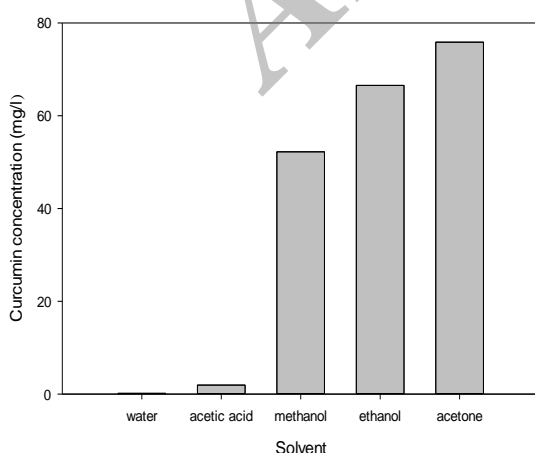 Curcumin concentration (mg/l)
80
60
40
20
0
water acetic acid methanol ethanol acetone
Solvent